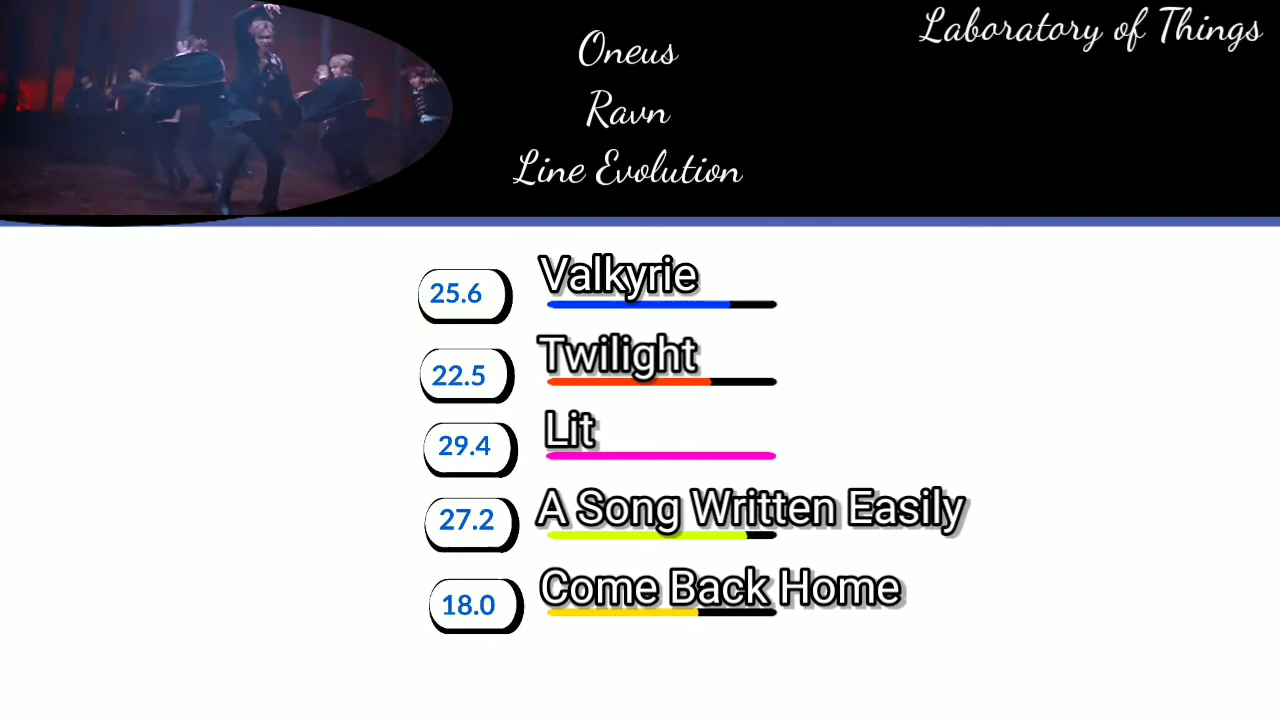 Laboratory of Things
Oneus
Ravn
Line Evolution
25.6 Valkyrie
22.5 Twilight
29.4 Lit
27.2 A Song Written Easily
18.0 Come Back Home